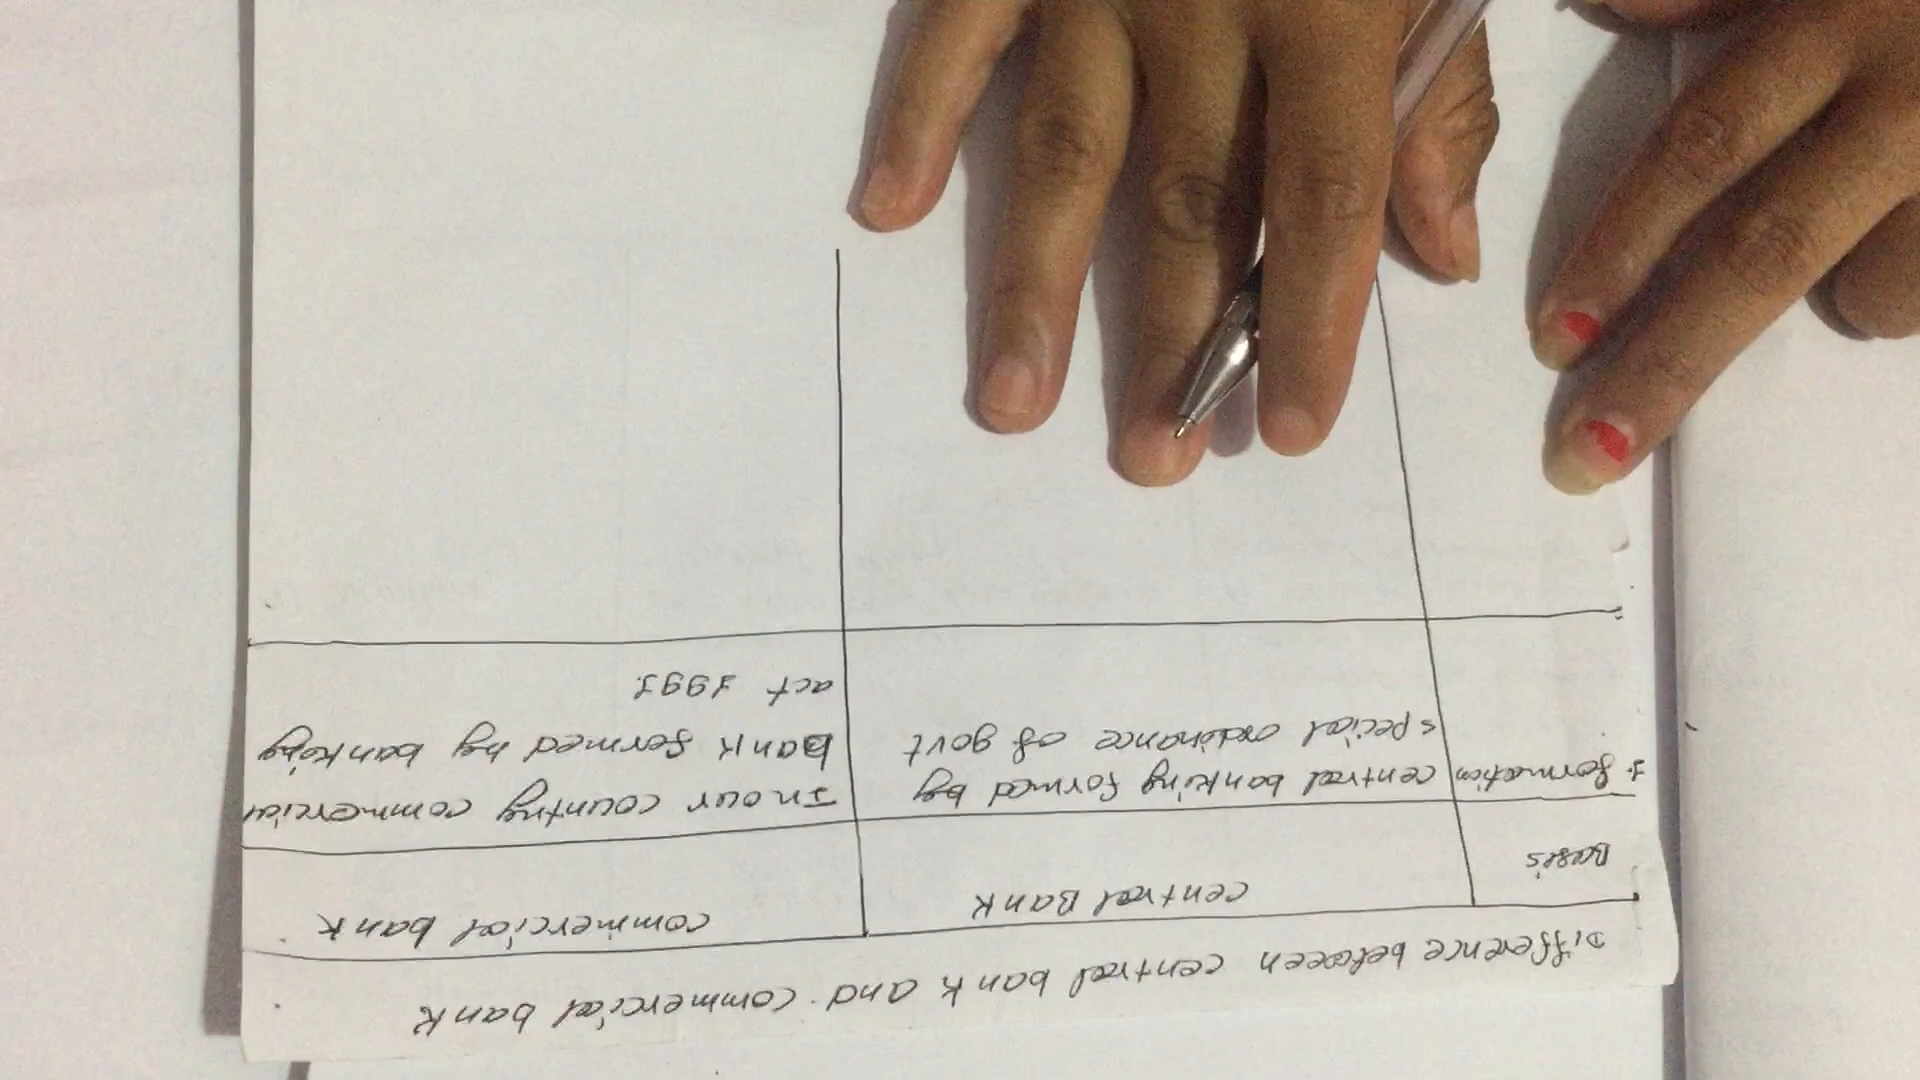 Difference between central bank and commercial bank
Bases
central Bank
commercial bank
1. formation
central banking formed by
special ordinance of govt
In our country commercial
bank formed by banking
act 1991